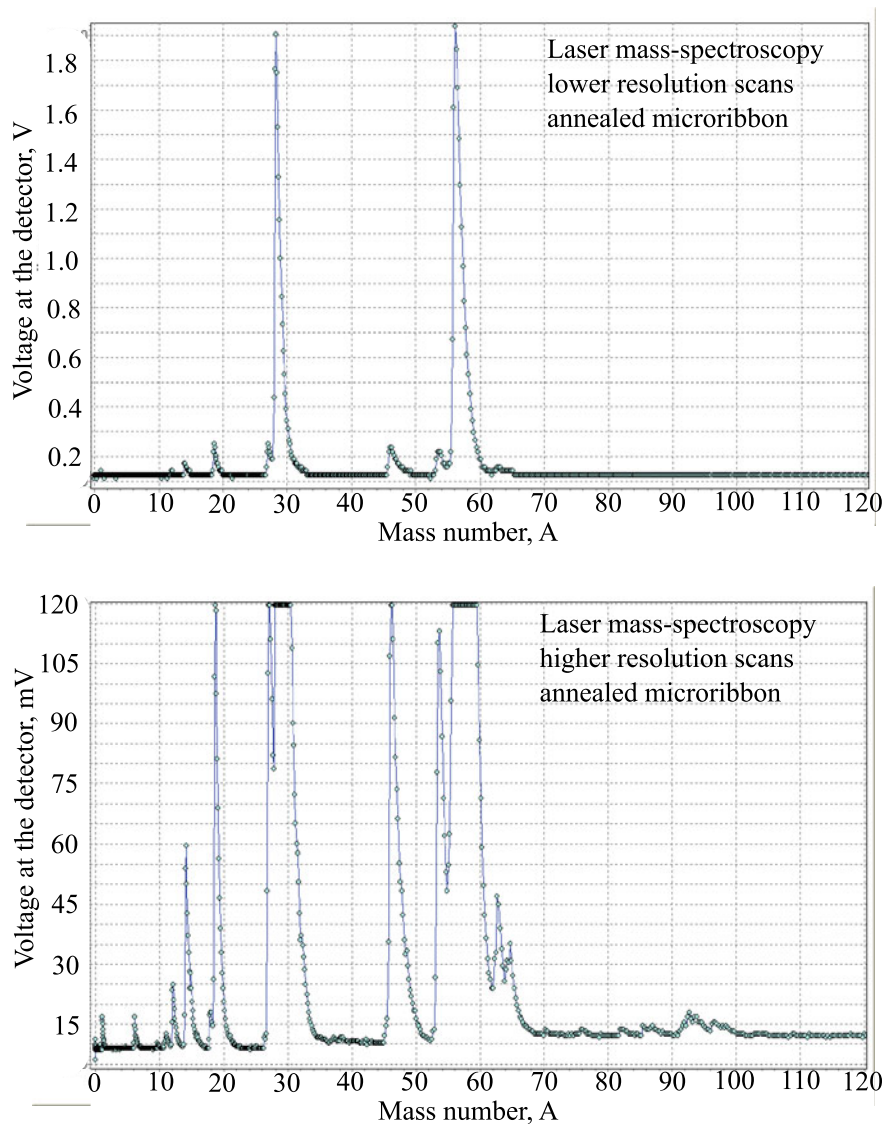 Laser mass-spectroscopy
lower resolution scans
annealed microribbon
Voltage at the detector, V
1.8
1.6
1.4
1.2
1.0
0.8
0.6
0.4
0.2
0 10 20 30 40 50 60 70 80 90 100 110 120
Mass number, A
Laser mass-spectroscopy
higher resolution scans
annealed microribbon
Voltage at the detector, mV
120
105
90
75
60
45
30
15
0 10 20 30 40 50 60 70 80 90 100 110 120
Mass number, A